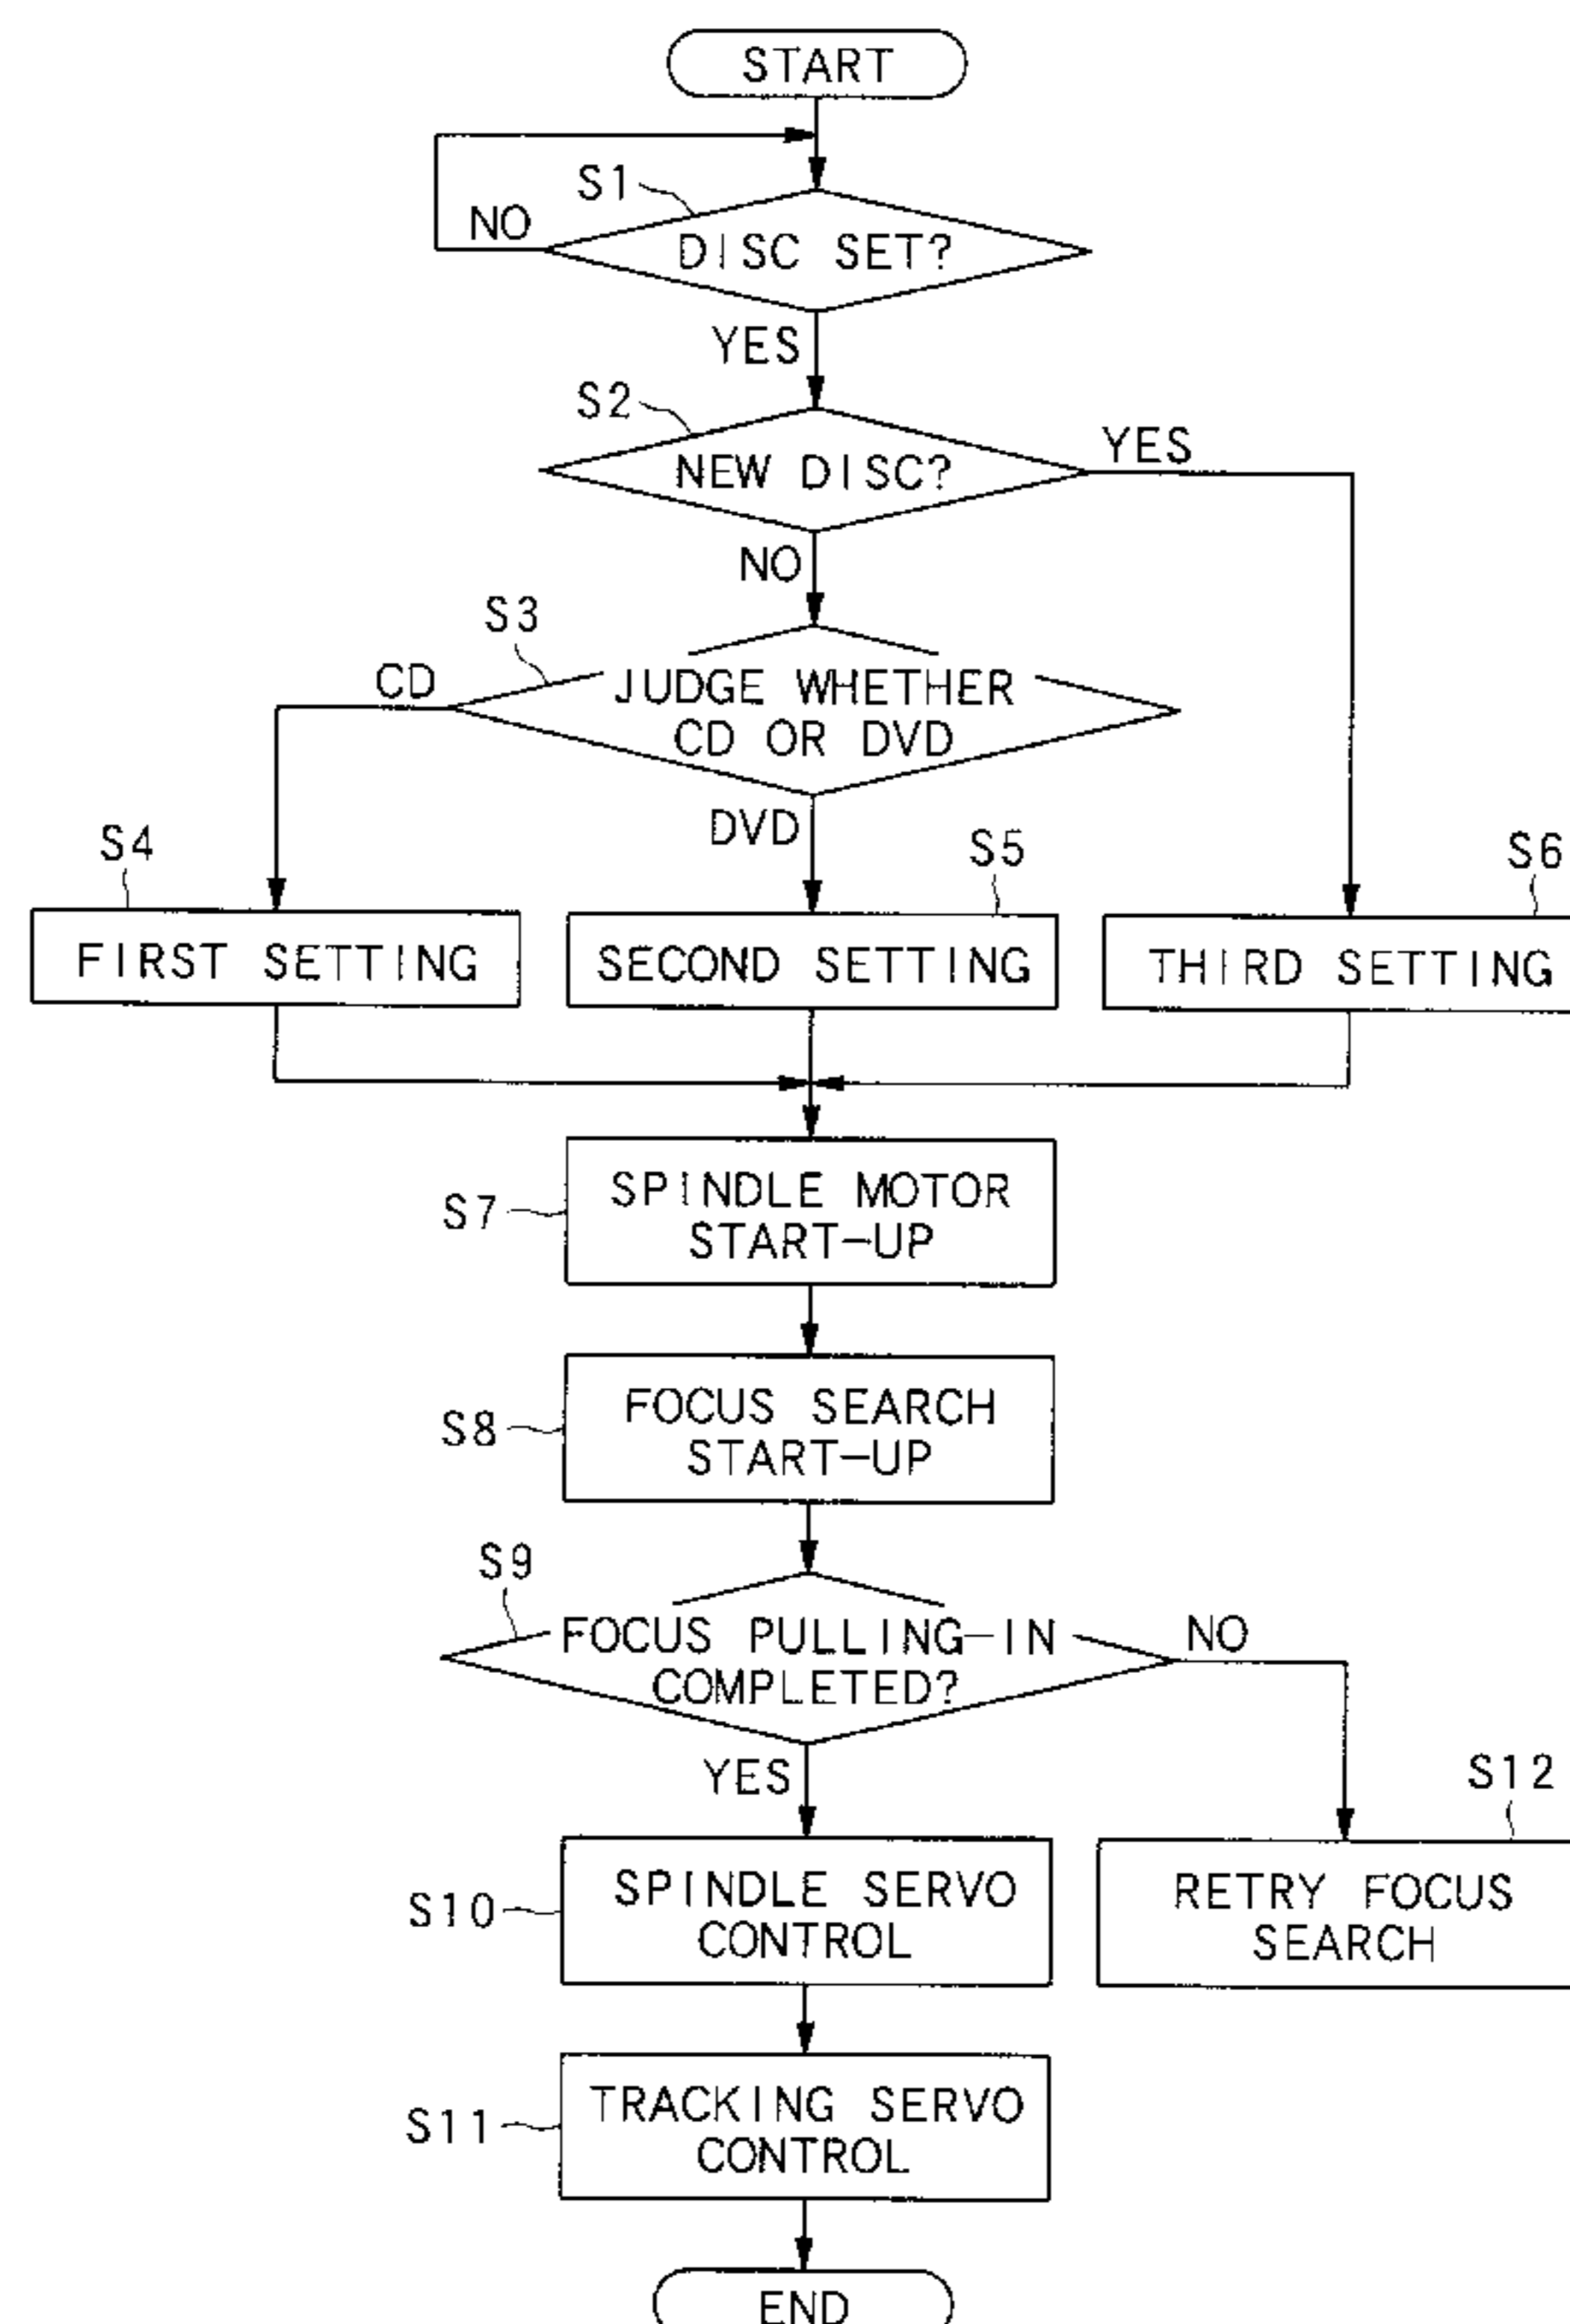 START
S1
NO
DISC SET?
YES
S2
YES
NEW DISC?
NO
S3
CD
JUDGE WHETHER
CD OR DVD
DVD
S4
S5
S6
FIRST SETTING
SECOND SETTING
THIRD SETTING
S7
SPINDLE MOTOR
START-UP
S8
FOCUS SEARCH
START-UP
S9
FOCUS PULLING-IN
COMPLETED?
NO
YES
S12
S10
SPINDLE SERVO
CONTROL
RETRY FOCUS
SEARCH
S11
TRACKING SERVO
CONTROL
END